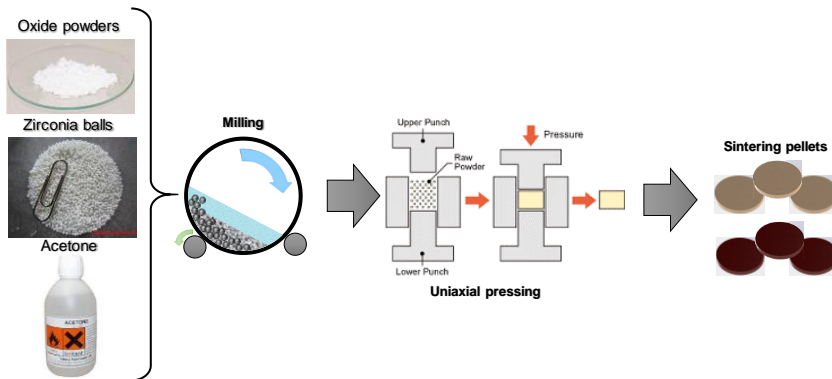 Oxide powders
Zirconia balls
Acetone
ACETONE
Milling
Upper Punch
Raw
Powder
Lower Punch
Pressure
Uniaxial pressing
Sintering pellets